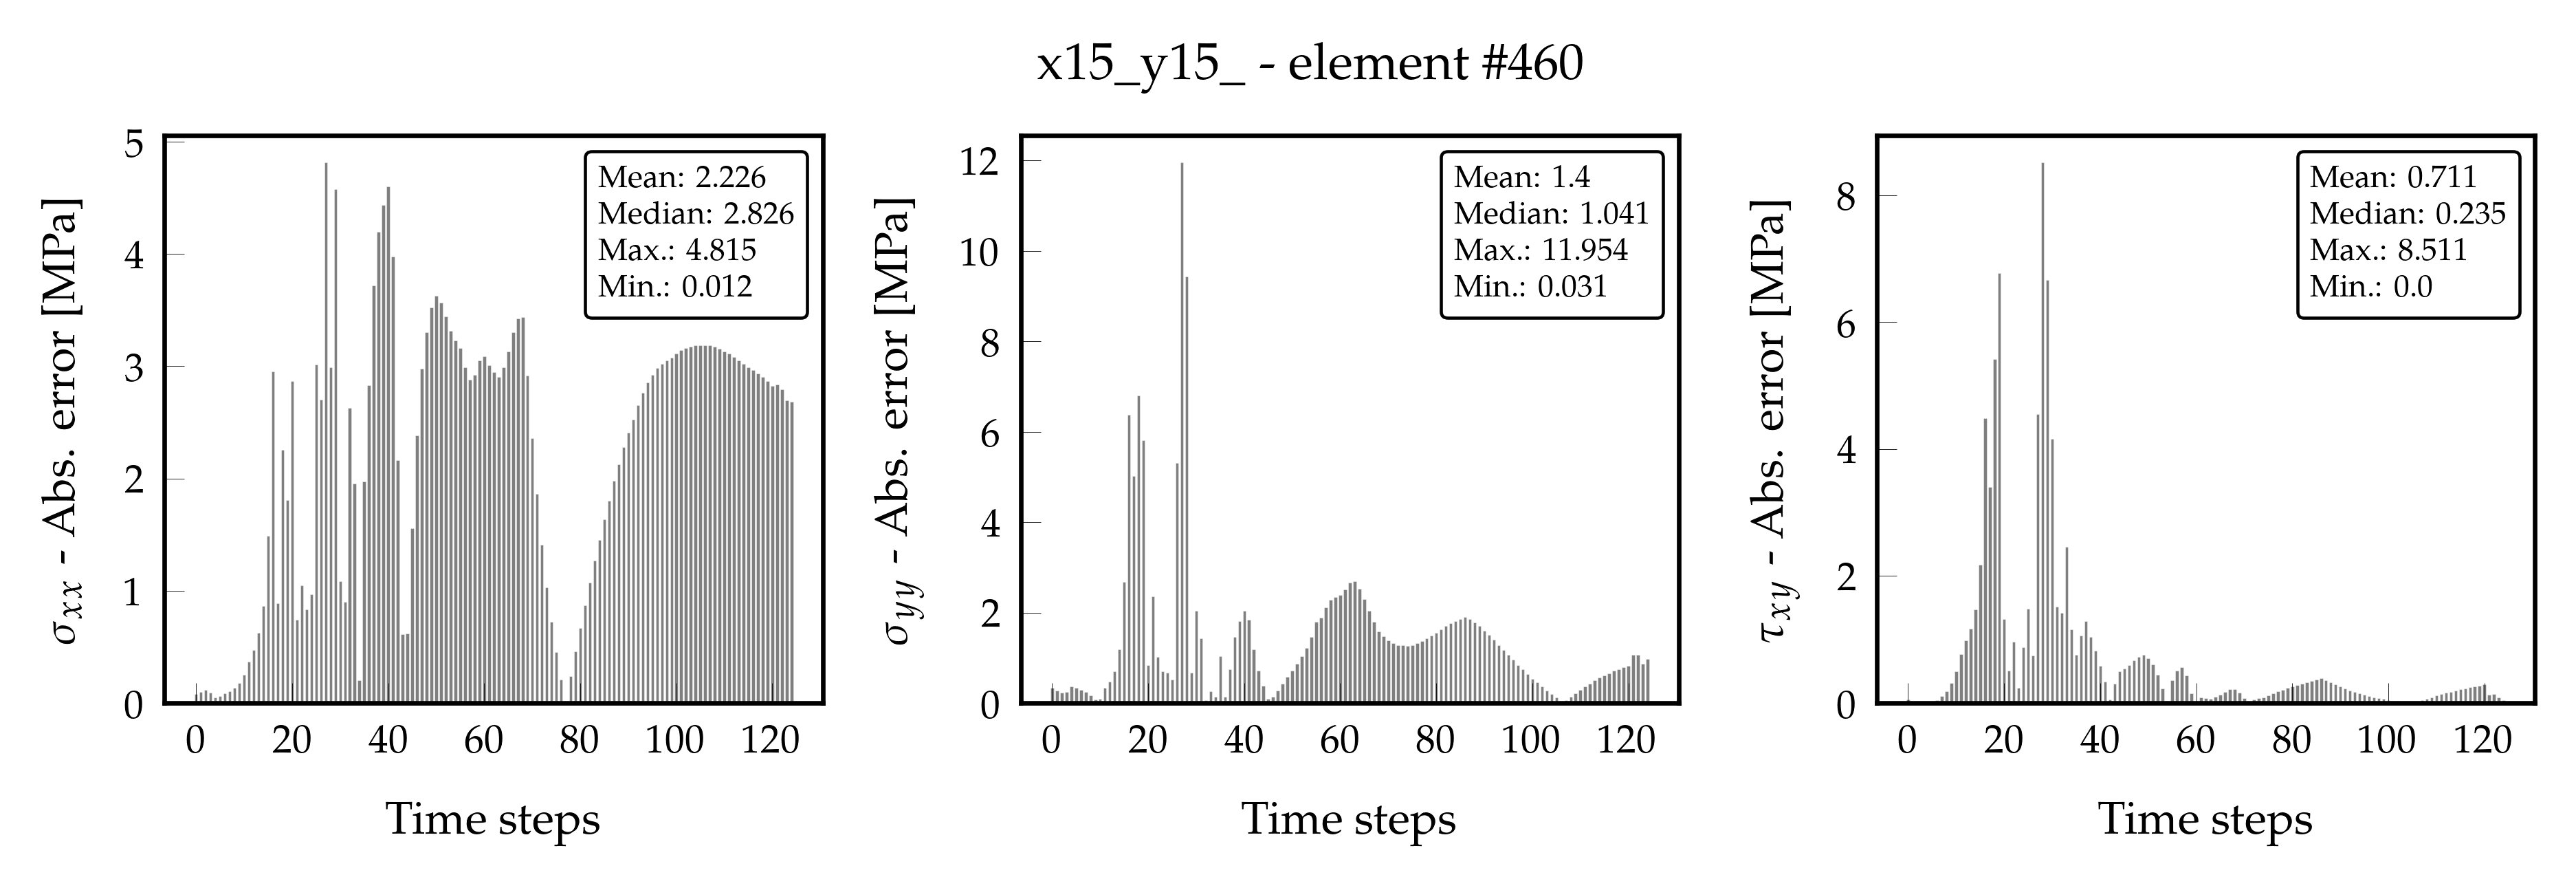 x15_y15_ - element #460
σxx - Abs. error [MPa]
5
4
3
2
1
0
0 20 40 60 80 100 120
Time steps
Mean: 2.226
Median: 2.826
Max.: 4.815
Min.: 0.012
σyy - Abs. error [MPa]
12
10
8
6
4
2
0
0 20 40 60 80 100 120
Time steps
Mean: 1.4
Median: 1.041
Max.: 11.954
Min.: 0.031
τxy - Abs. error [MPa]
8
6
4
2
0
0 20 40 60 80 100 120
Time steps
Mean: 0.711
Median: 0.235
Max.: 8.511
Min.: 0.0